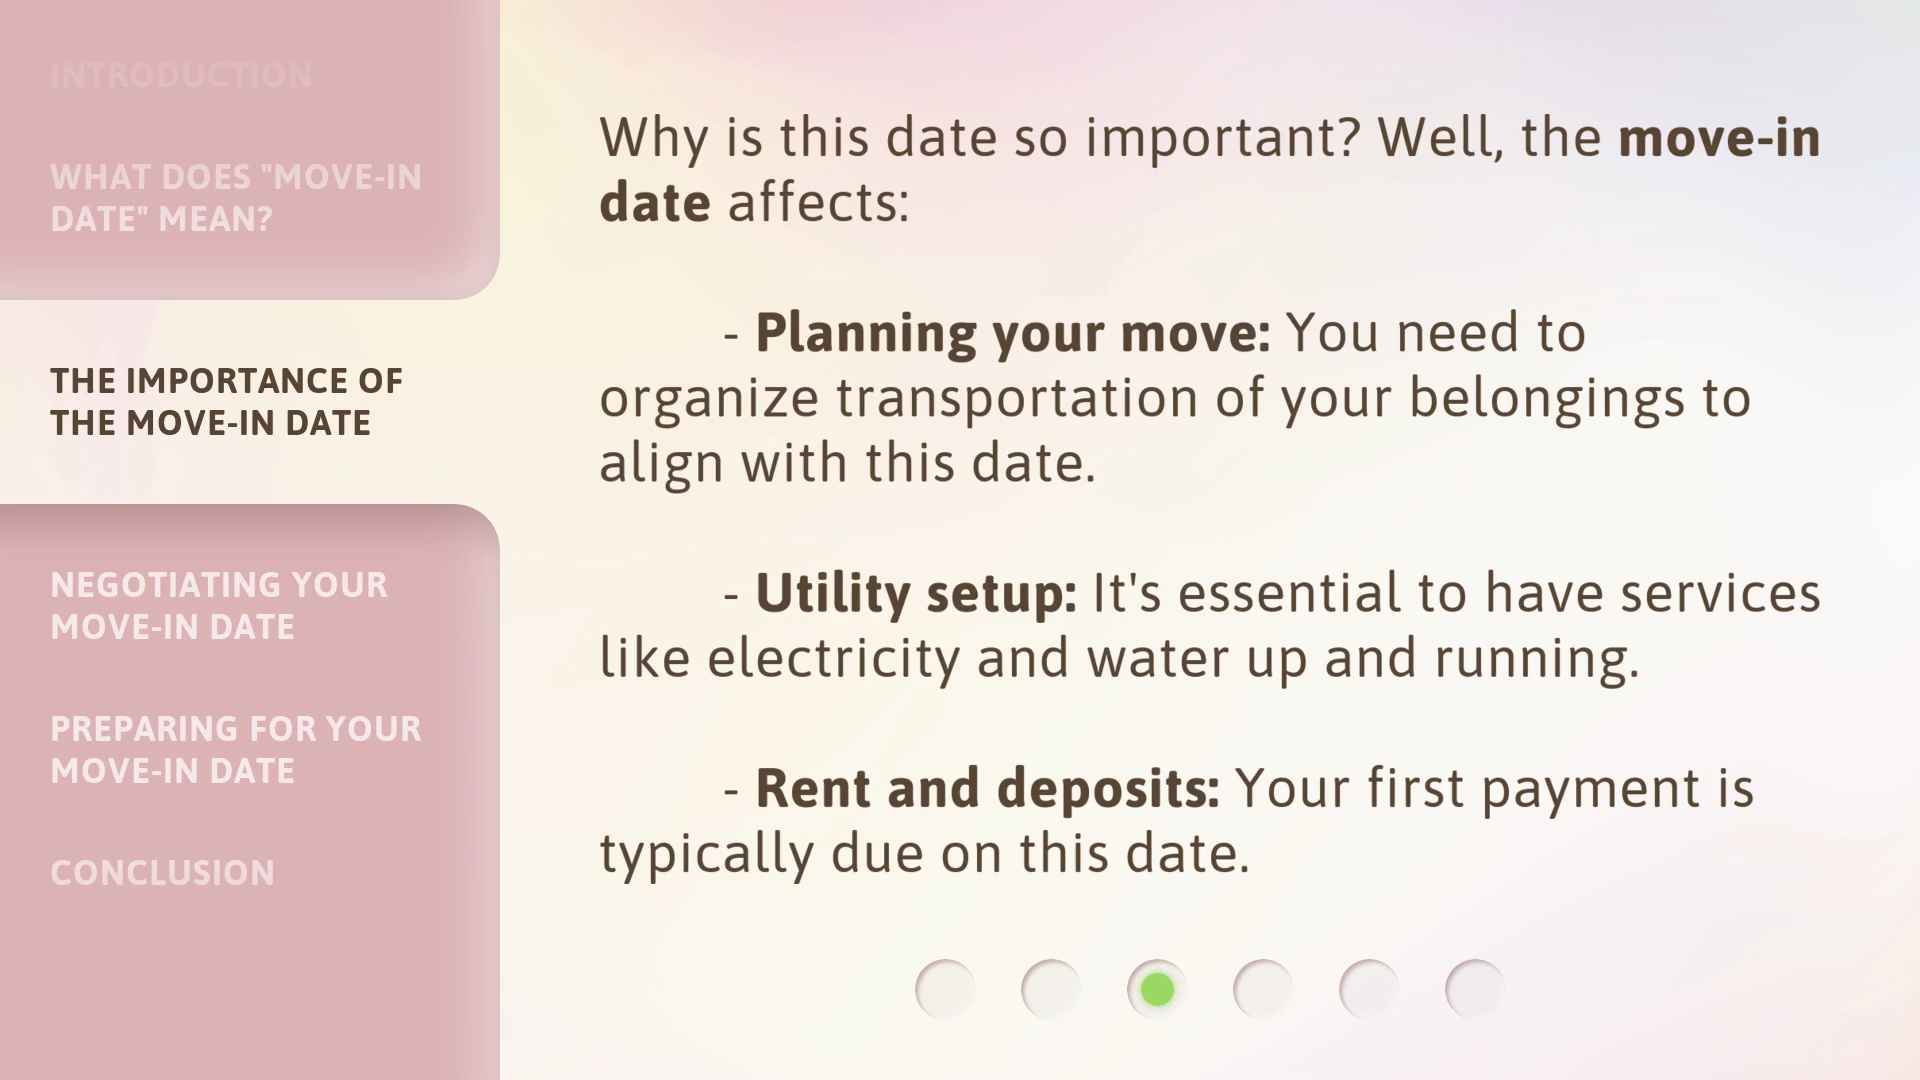 INTRODUCTION
WHAT DOES "MOVE-IN
DATE" MEAN?
THE IMPORTANCE OF
THE MOVE-IN DATE
NEGOTIATING YOUR
MOVE-IN DATE
PREPARING FOR YOUR
MOVE-IN DATE
CONCLUSION
Why is this date so important? Well, the move-in
date affects:
- Planning your move: You need to
organize transportation of your belongings to
align with this date.
- Utility setup: It's essential to have services
like electricity and water up and running.
- Rent and deposits: Your first payment is
typically due on this date.